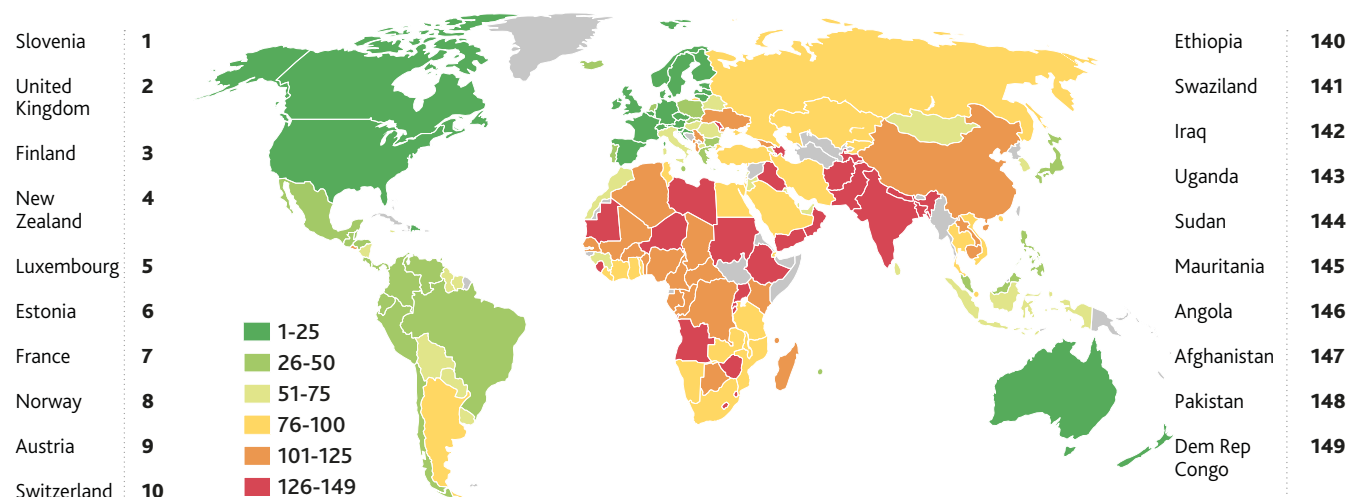 Slovenia 1
United
Kingdom 2
Finland 3
New
Zealand 4
Luxembourg 5
Estonia 6
France 7
Norway 8
Austria 9
Switzerland 10
1-25
26-50
51-75
76-100
101-125
126-149
Ethiopia 140
Swaziland 141
Iraq 142
Uganda 143
Sudan 144
Mauritania 145
Angola 146
Afghanistan 147
Pakistan 148
Dem Rep 149
Congo